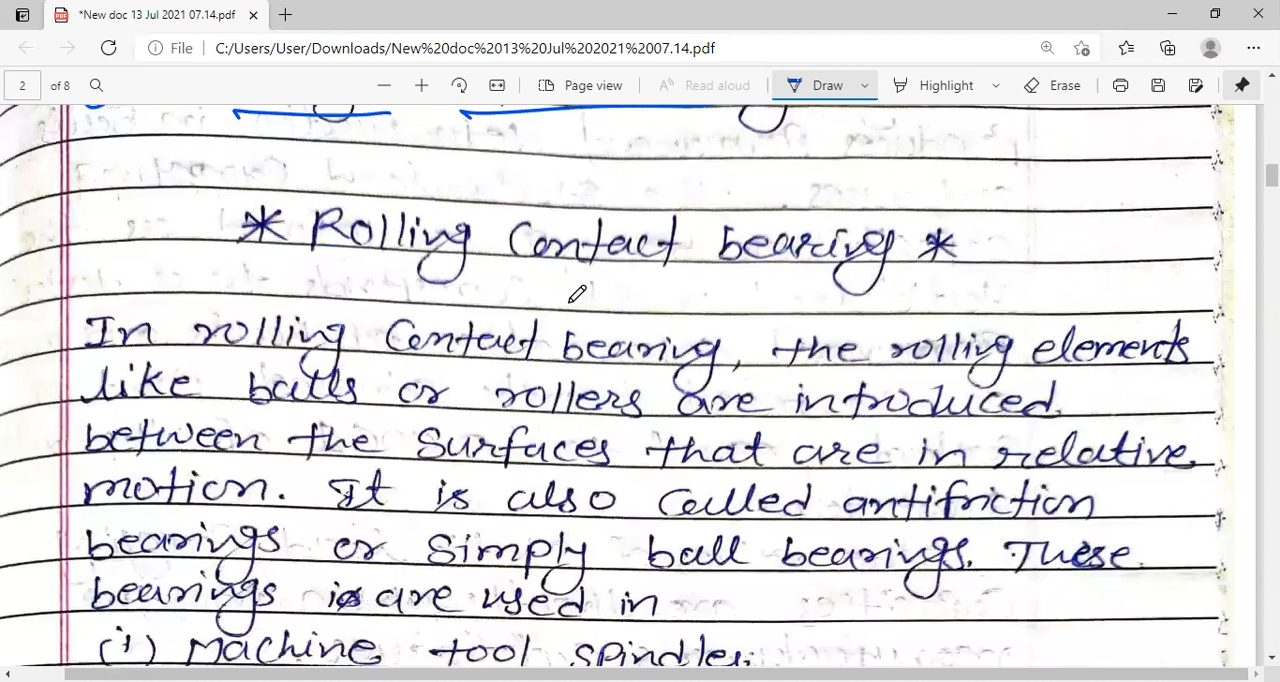 *New doc 13 Jul 2021 07.14.pdf
File
C:/Users/User/Downloads/New%20doc%2013%20Jul%202021%2007.14.pdf
2 of 8
Page view
Read aloud
Draw
Highlight
Erase
* Rolling Contact bearing *
In rolling Contact bearing, the rolling elements
like balls or rollers are introduced
between the Surfaces that are in relative
motion. It is also Called antifriction
bearings or Simply ball bearings. These
bearings are used in
(i) Machine tool spindles.